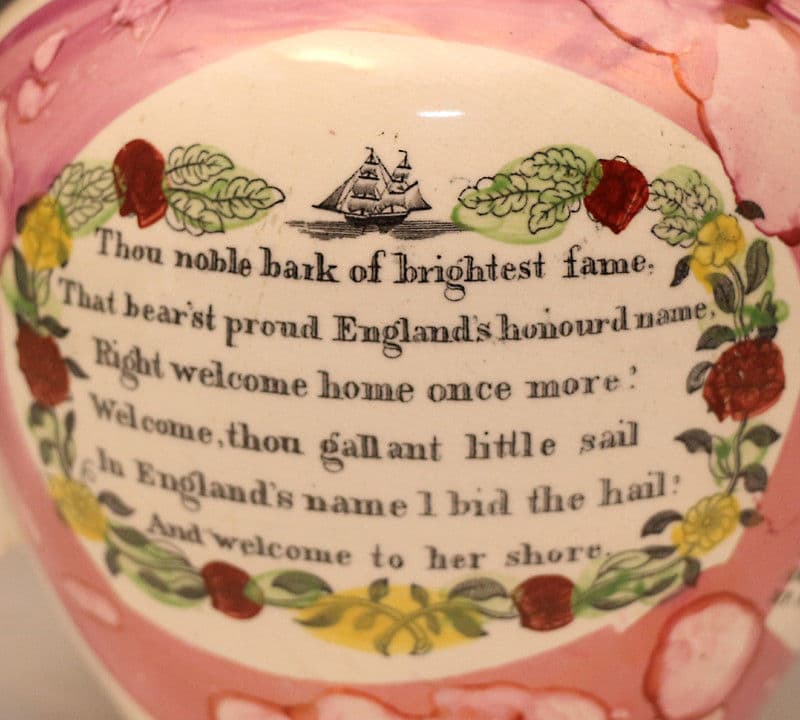 Thou noble bark of brightest fame.
That bear'st proud England's honourd name,
Right welcome home once more!
Welcome, thou gallant little sail
In England's name I bid the hail!
And welcome to her shore.